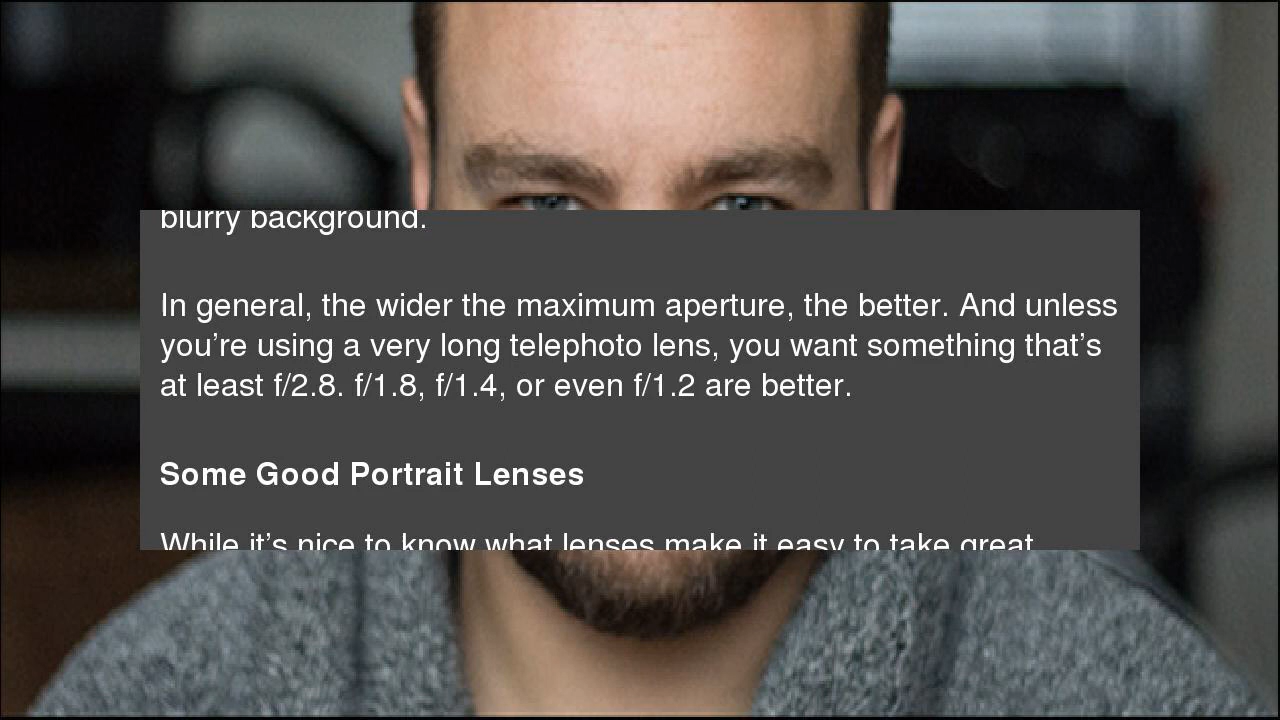 blurry background.
In general, the wider the maximum aperture, the better. And unless
you’re using a very long telephoto lens, you want something that’s
at least f/2.8. f/1.8, f/1.4, or even f/1.2 are better.
Some Good Portrait Lenses
While it’s nice to know what lenses make it easy to take great